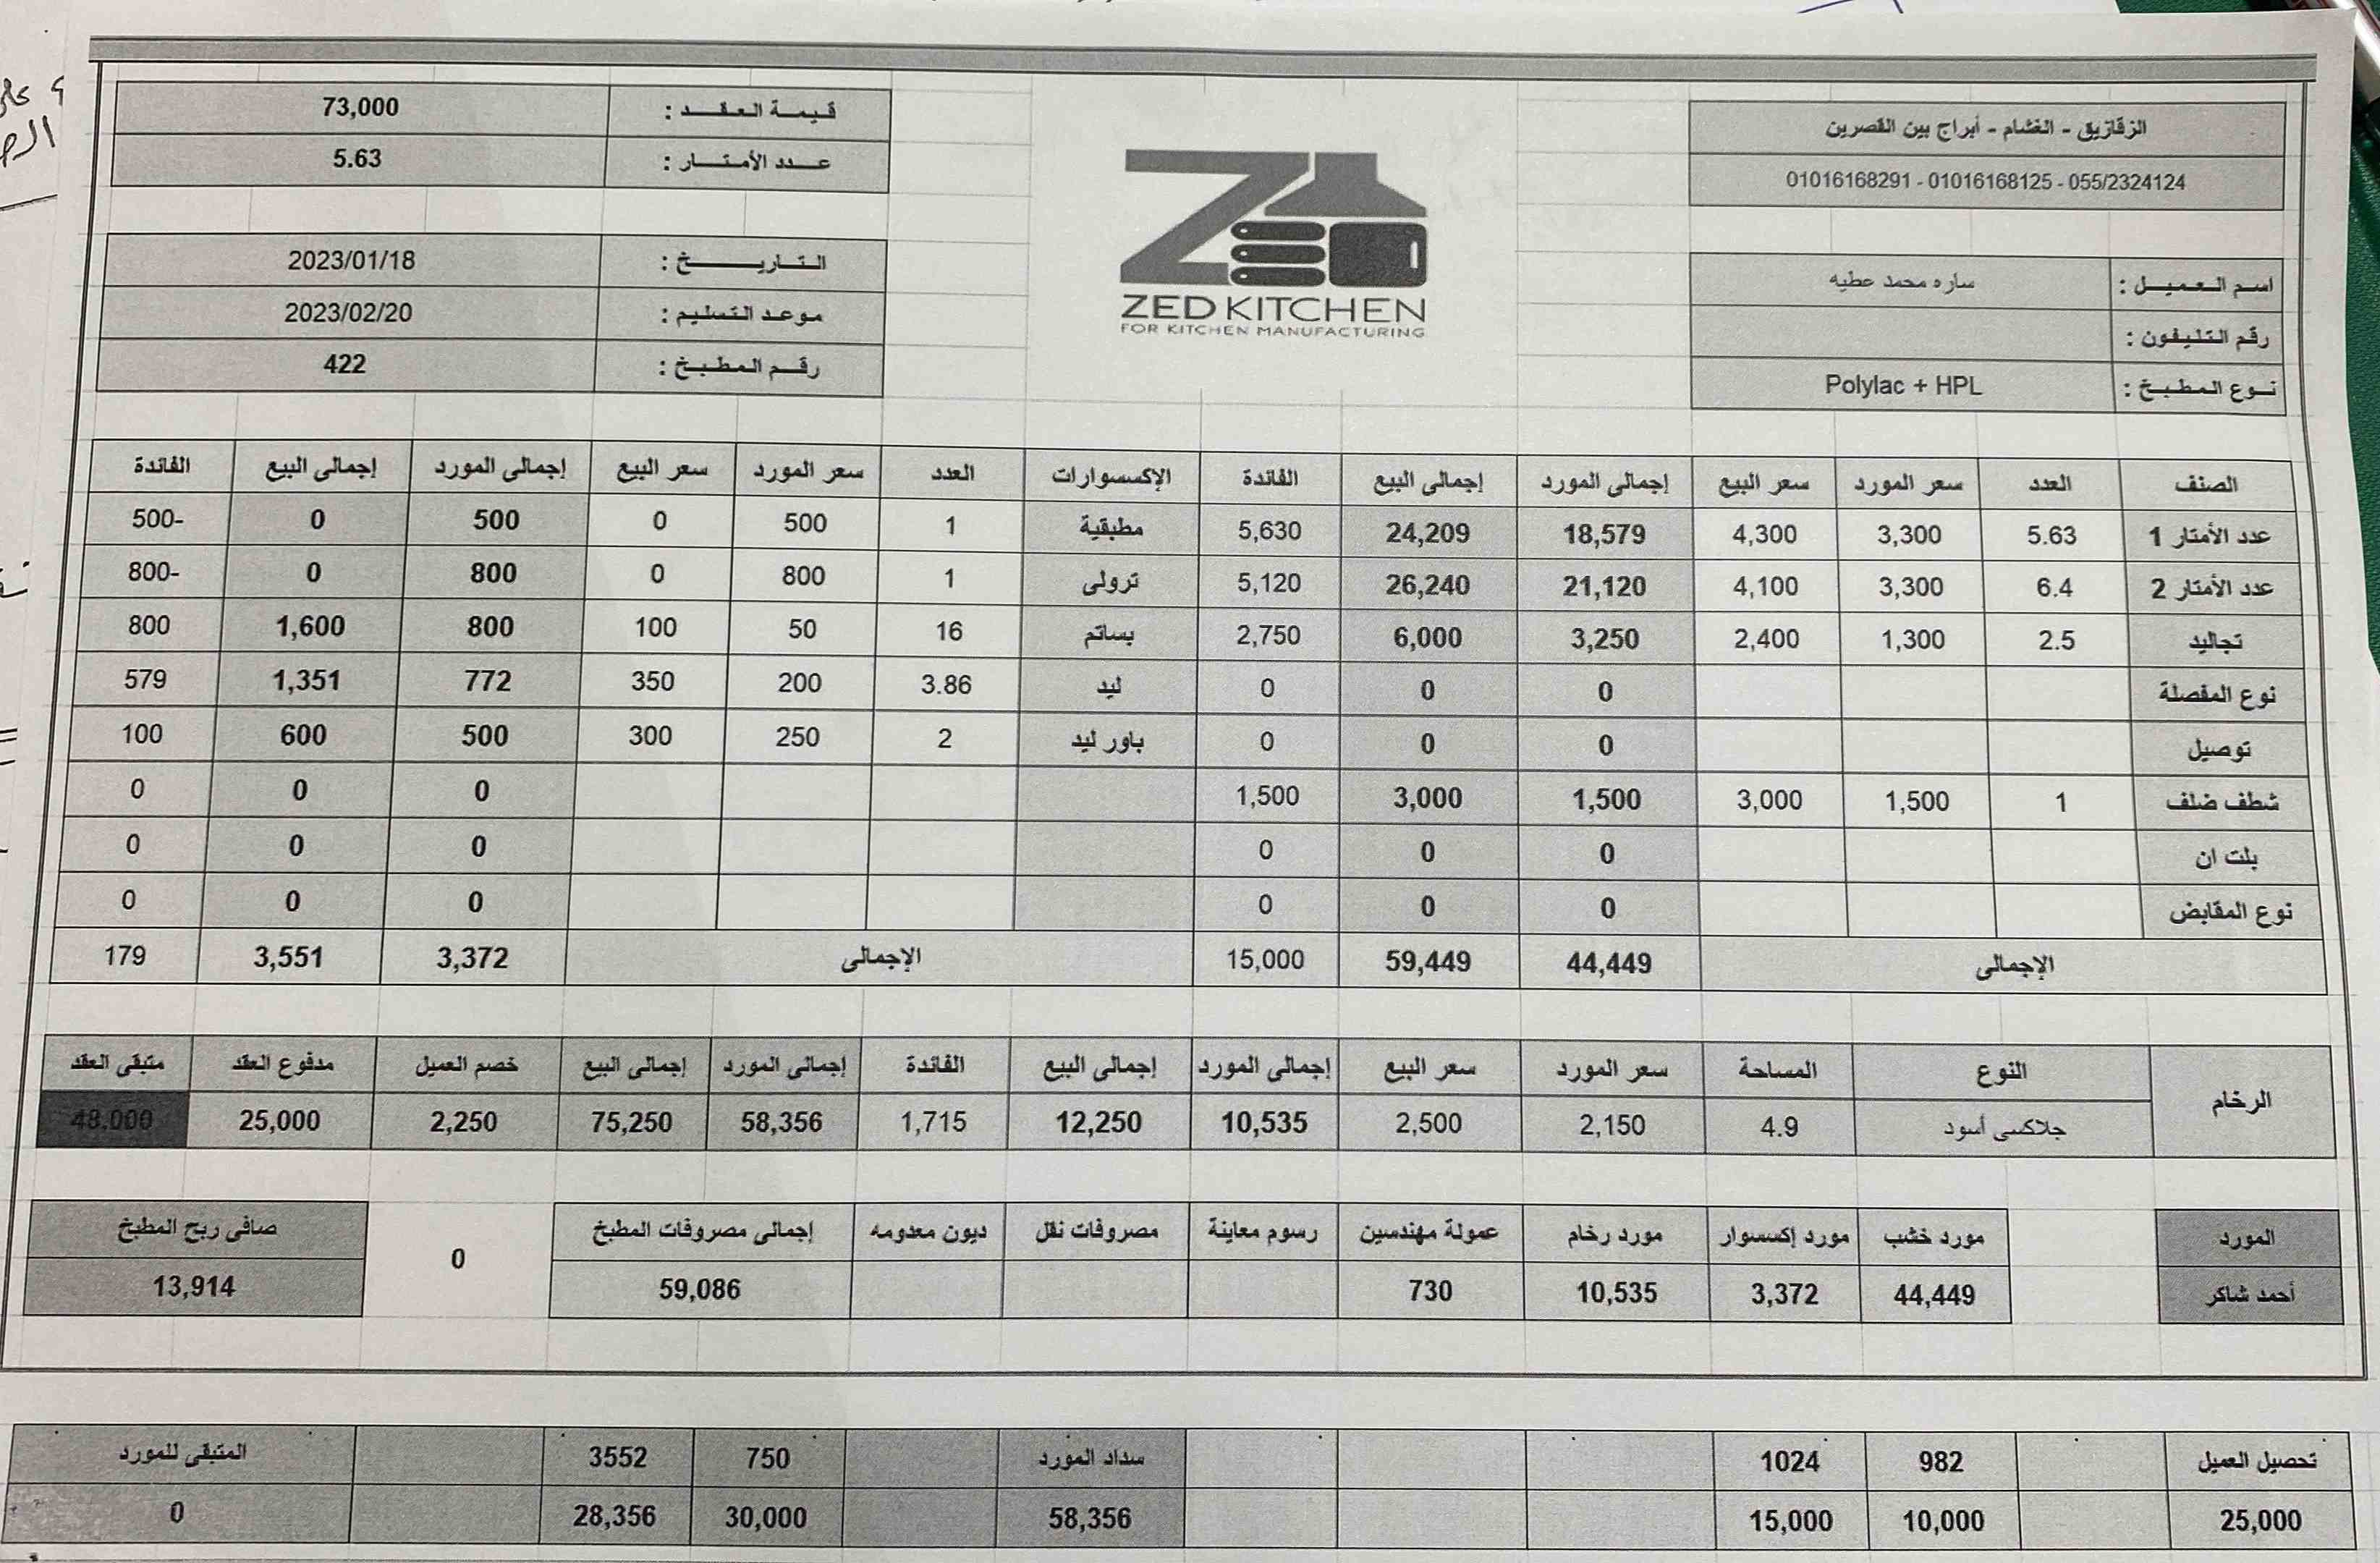 الزقازيق - الغشام - أبراج بين القصرين
01016168291 - 01016168125 - 055/2324124
قيمة العقد : 73,000
عدد الأمتار : 5.63
ZED KITCHEN
FOR KITCHEN MANUFACTURING
اسم العميل : ساره محمد عطيه
رقم التليفون :
نوع المطبخ : Polylac + HPL
التاريخ : 2023/01/18
موعد التسليم : 2023/02/20
رقم المطبخ : 422
الصنف العدد سعر المورد سعر البيع إجمالى المورد إجمالى البيع الفائدة الإكسسوارات العدد سعر المورد سعر البيع إجمالى المورد إجمالى البيع الفائدة
عدد الأمتار 1 5.63 3,300 4,300 18,579 24,209 5,630 مطبقية 1 500 0 500 0 500-
عدد الأمتار 2 6.4 3,300 4,100 21,120 26,240 5,120 ترولى 1 800 0 800 0 800-
تجاليد 2.5 1,300 2,400 3,250 6,000 2,750 بساتم 16 50 100 800 1,600 800
نوع المفصلة 0 0 0 ليد 3.86 200 350 772 1,351 579
توصيل 0 0 0 باور ليد 2 250 300 500 600 100
شطف ضلف 1 1,500 3,000 1,500 3,000 1,500 0 0 0
بلت ان 0 0 0 0 0 0
نوع المقابض 0 0 0 0 0 0
الإجمالى 44,449 59,449 15,000 الإجمالى 3,372 3,551 179
الرخام النوع المساحة سعر المورد سعر البيع إجمالى المورد إجمالى البيع الفائدة إجمالى المورد إجمالى البيع خصم العميل مدفوع العقد متبقى العقد
جلاكسى أسود 4.9 2,150 2,500 10,535 12,250 1,715 58,356 75,250 2,250 25,000 48,000
المورد مورد خشب مورد إكسسوار مورد رخام عمولة مهندسين رسوم معاينة مصروفات نقل ديون معدومه إجمالى مصروفات المطبخ 0 صافى ربح المطبخ
أحمد شاكر 44,449 3,372 10,535 730 59,086 13,914
تحصيل العميل 982 1024 سداد المورد 750 3552 المتبقى للمورد
25,000 10,000 15,000 58,356 30,000 28,356 0